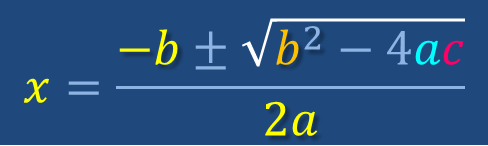 x = (−b ± √(b² − 4ac)) / 2a